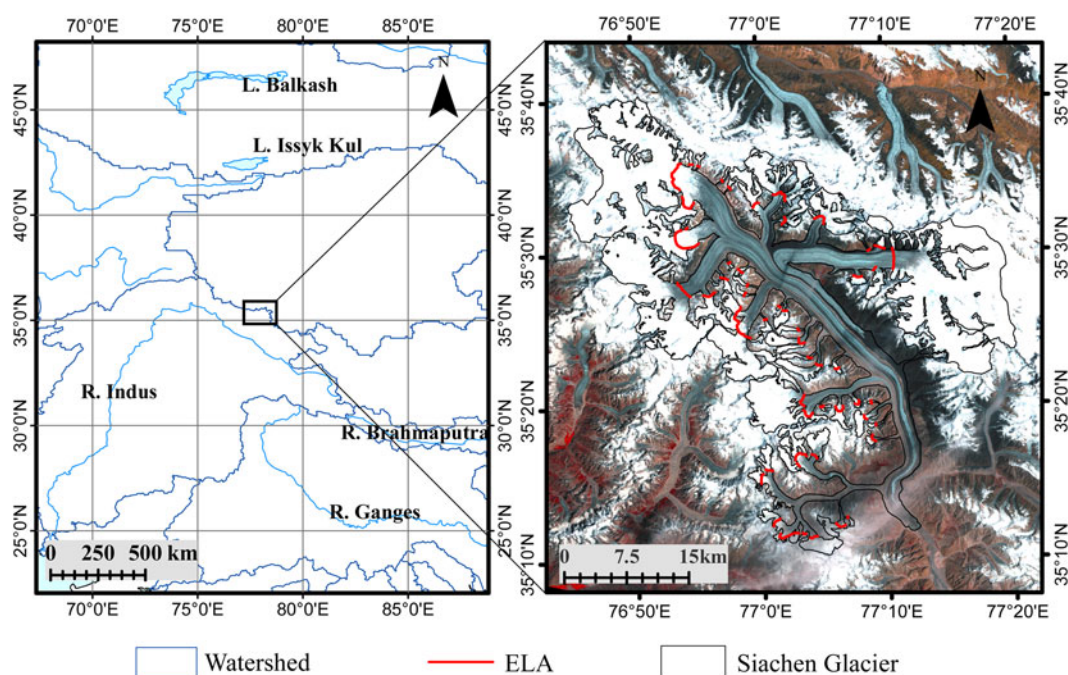 70°0'E 75°0'E 80°0'E 85°0'E
76°50'E 77°0'E 77°10'E 77°20'E
N
L. Balkash
L. Issyk Kul
R. Indus
R. Brahmaputra
R. Ganges
45°0'N
40°0'N
35°0'N
30°0'N
25°0'N
45°0'N
40°0'N
35°0'N
30°0'N
25°0'N
0 250 500 km
70°0'E 75°0'E 80°0'E 85°0'E
N
35°40'N
35°30'N
35°20'N
35°10'N
35°40'N
35°30'N
35°20'N
35°10'N
0 7.5 15km
76°50'E 77°0'E 77°10'E 77°20'E
Watershed ELA Siachen Glacier